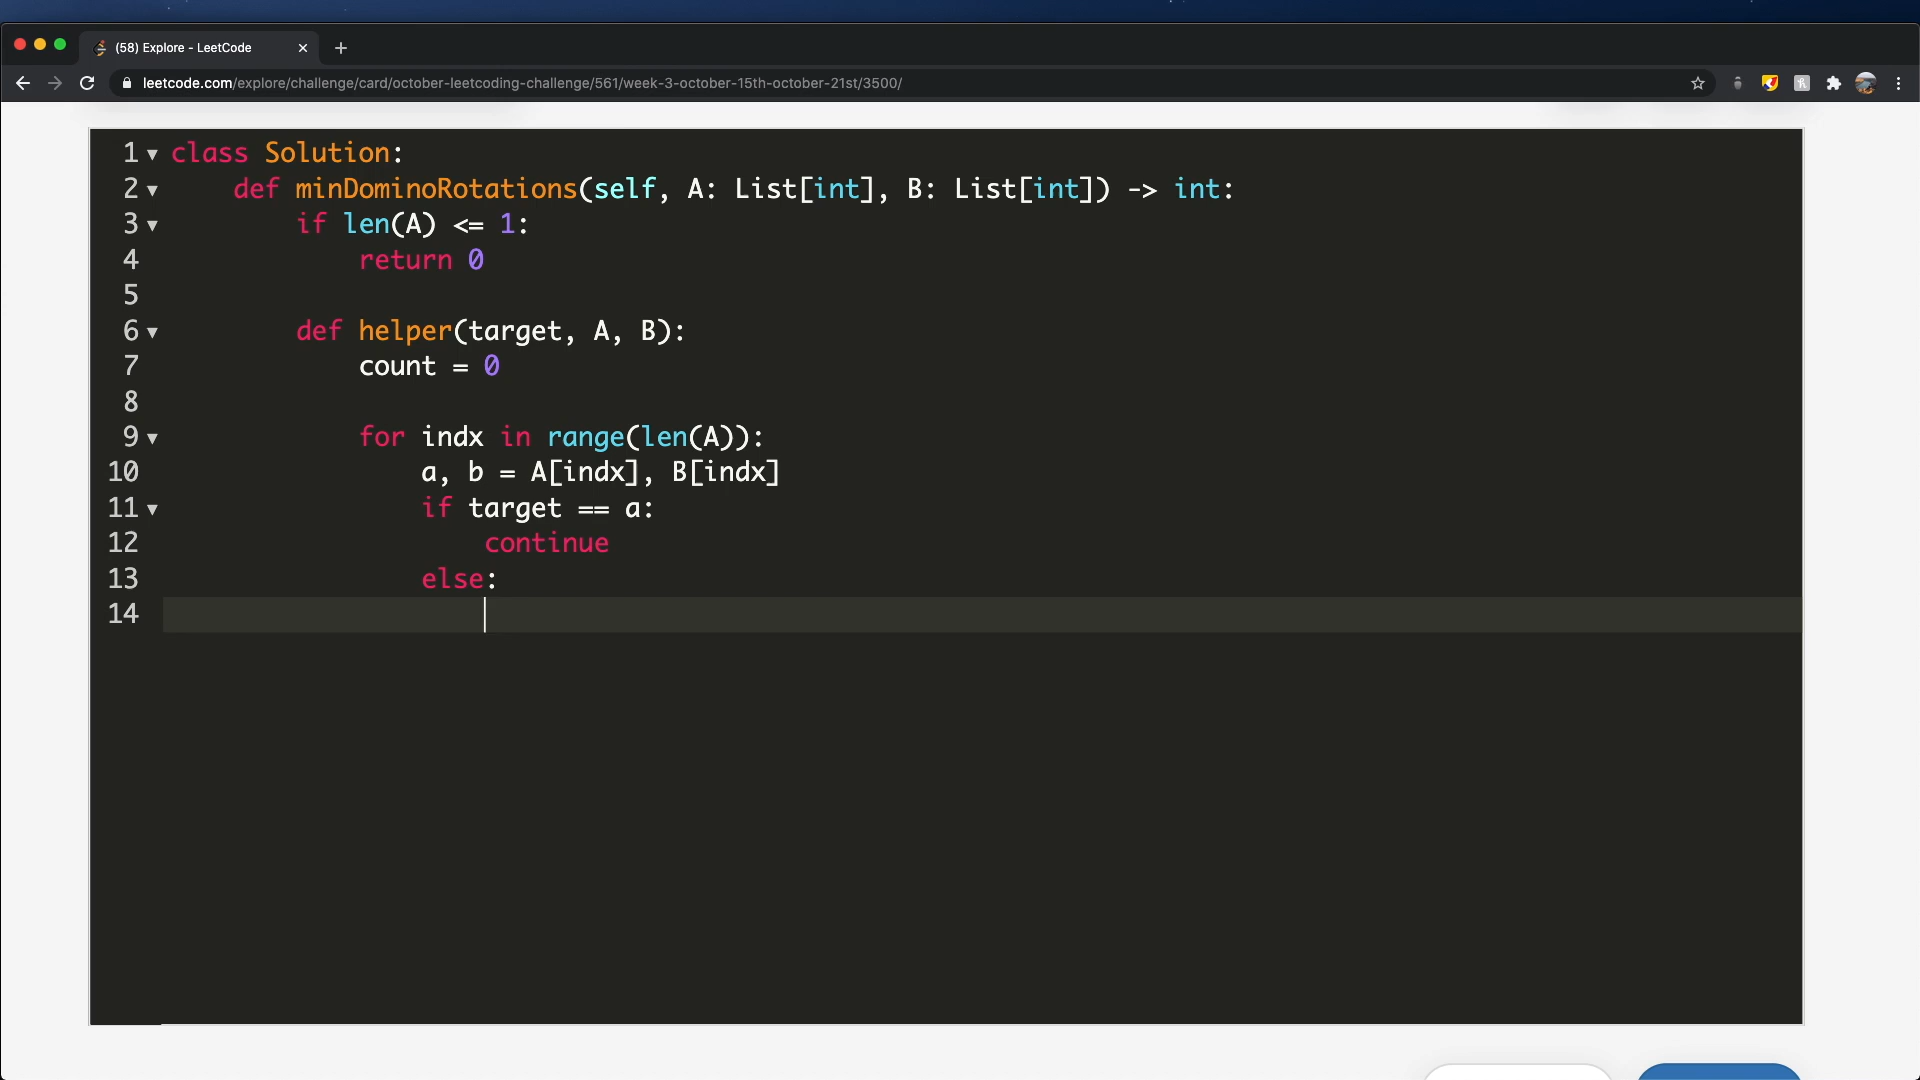 (58) Explore - LeetCode
leetcode.com/explore/challenge/card/october-leetcoding-challenge/561/week-3-october-15th-october-21st/3500/
1 class Solution:
2 def minDominoRotations(self, A: List[int], B: List[int]) -> int:
3 if len(A) <= 1:
4 return 0
5
6 def helper(target, A, B):
7 count = 0
8
9 for indx in range(len(A)):
10 a, b = A[indx], B[indx]
11 if target == a:
12 continue
13 else:
14